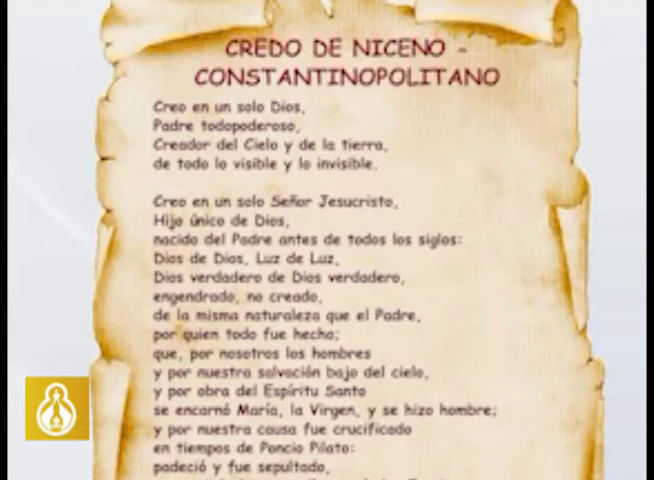 CREDO DE NICENO -
CONSTANTINOPOLITANO
Creo en un solo Dios,
Padre todopoderoso,
Creador del Cielo y de la tierra,
de todo lo visible y lo invisible.
Creo en un solo Señor Jesucristo,
Hijo único de Dios,
nacido del Padre antes de todos los siglos:
Dios de Dios, Luz de Luz,
Dios verdadero de Dios verdadero,
engendrado, no creado,
de la misma naturaleza que el Padre,
por quien todo fue hecho;
que, por nosotros los hombres
y por nuestra salvación bajo del cielo,
y por obra del Espíritu Santo
se encarnó María, la Virgen, y se hizo hombre;
y por nuestra causa fue crucificado
en tiempos de Poncio Pilato:
padeció y fue sepultado,